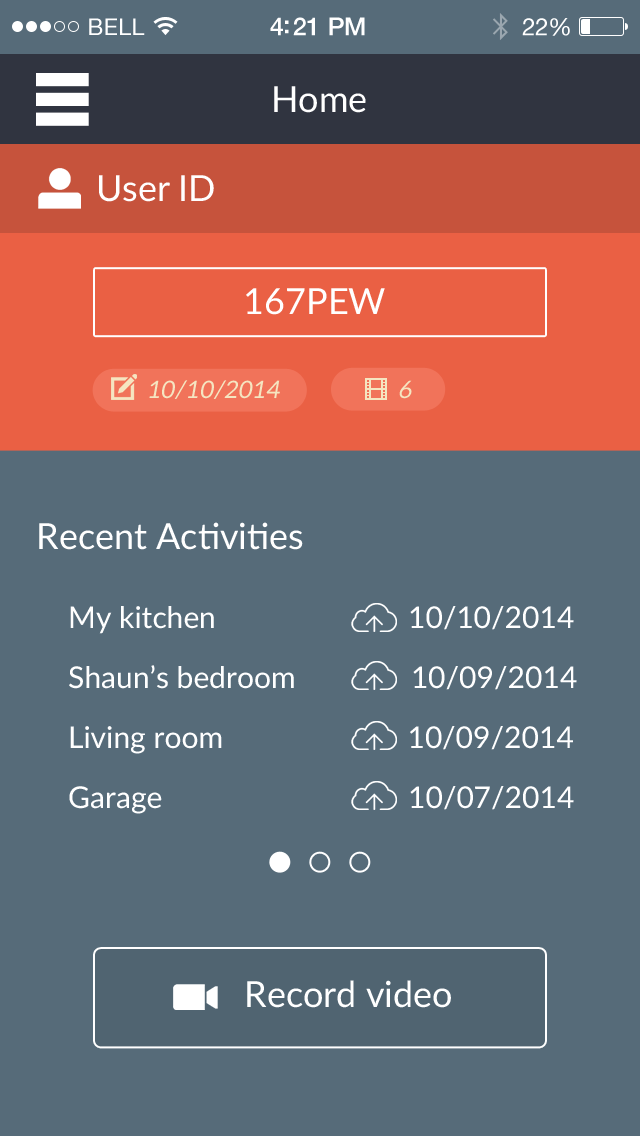 BELL 4:21 PM 22%
Home
User ID
167PEW
10/10/2014 6
Recent Activities
My kitchen 10/10/2014
Shaun’s bedroom 10/09/2014
Living room 10/09/2014
Garage 10/07/2014
Record video